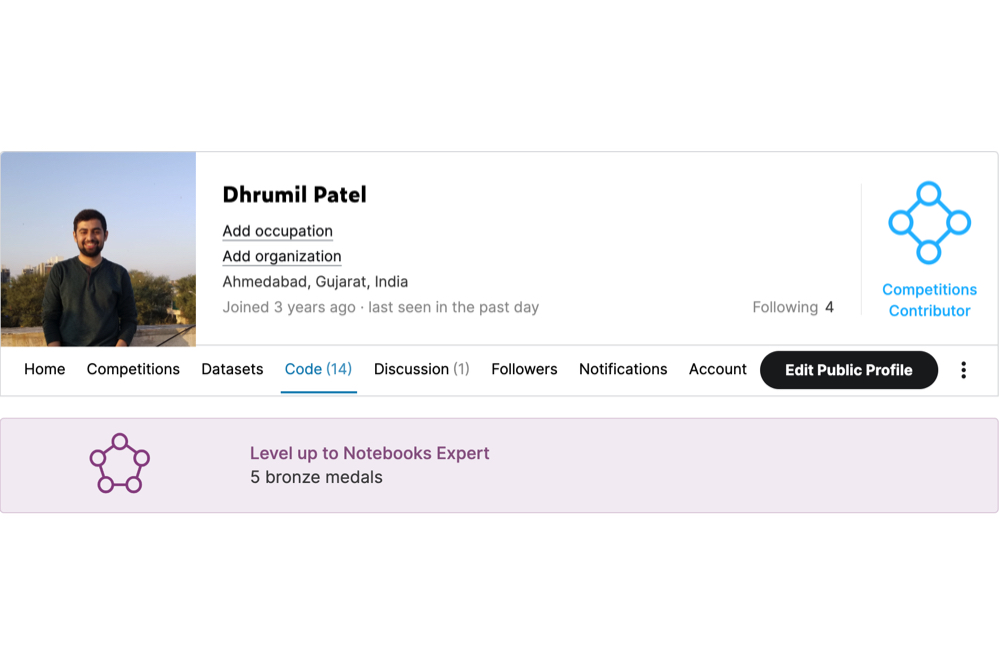 Dhrumil Patel
Add occupation
Add organization
Ahmedabad, Gujarat, India
Joined 3 years ago · last seen in the past day
Following 4
Competitions
Contributor
Home Competitions Datasets Code (14) Discussion (1) Followers Notifications Account Edit Public Profile
Level up to Notebooks Expert
5 bronze medals